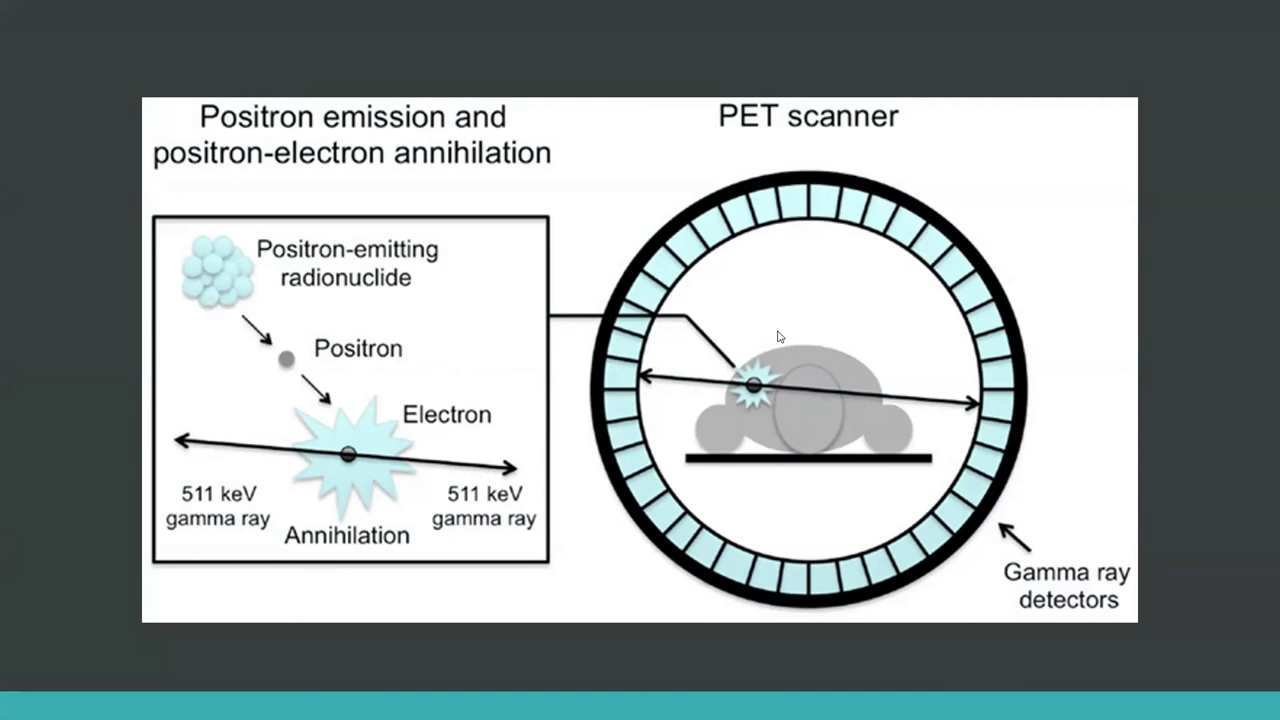 Positron emission and
positron-electron annihilation
Positron-emitting
radionuclide
Positron
Electron
511 keV
gamma ray
511 keV
gamma ray
Annihilation
PET scanner
Gamma ray
detectors